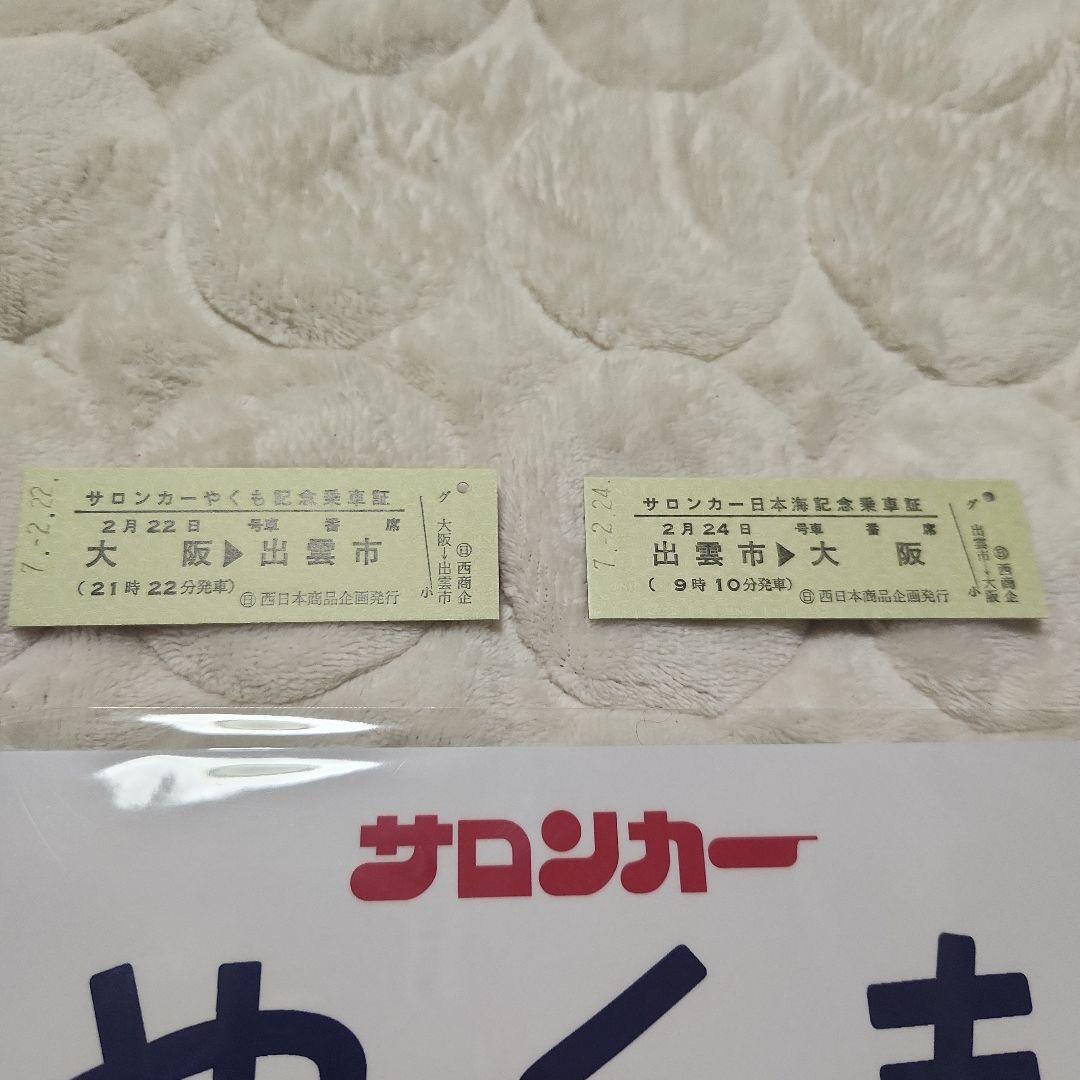 7.-2.22.
サロンカーやくも記念乗車証
2月22日 号車 番 席
大 阪▶出雲市
(21時22分発車)
㊐西日本商品企画発行
グ
大阪→出雲市
小
㊐西商企
7.-2.24.
サロンカー日本海記念乗車証
2月24日 号車 番 席
出雲市▶大 阪
( 9時10分発車)
㊐西日本商品企画発行
グ
出雲市→大阪
小
㊐西商企
サロンカー
やくも